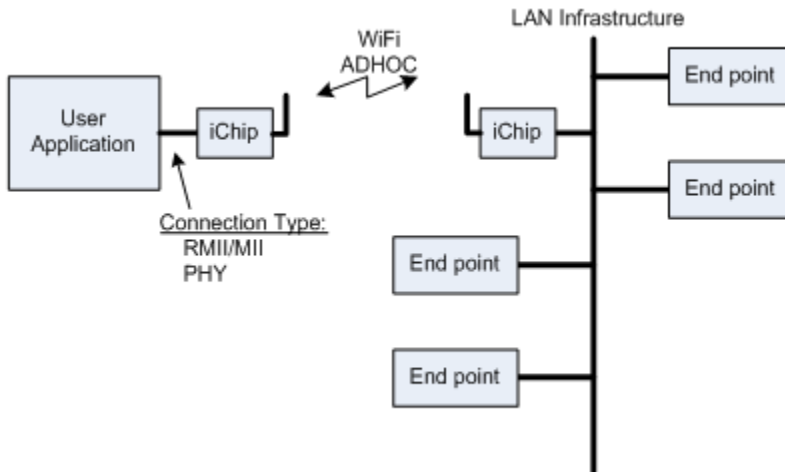 LAN Infrastructure
WiFi
ADHOC
End point
User
Application
iChip
iChip
End point
Connection Type:
RMII/MII
PHY
End point
End point